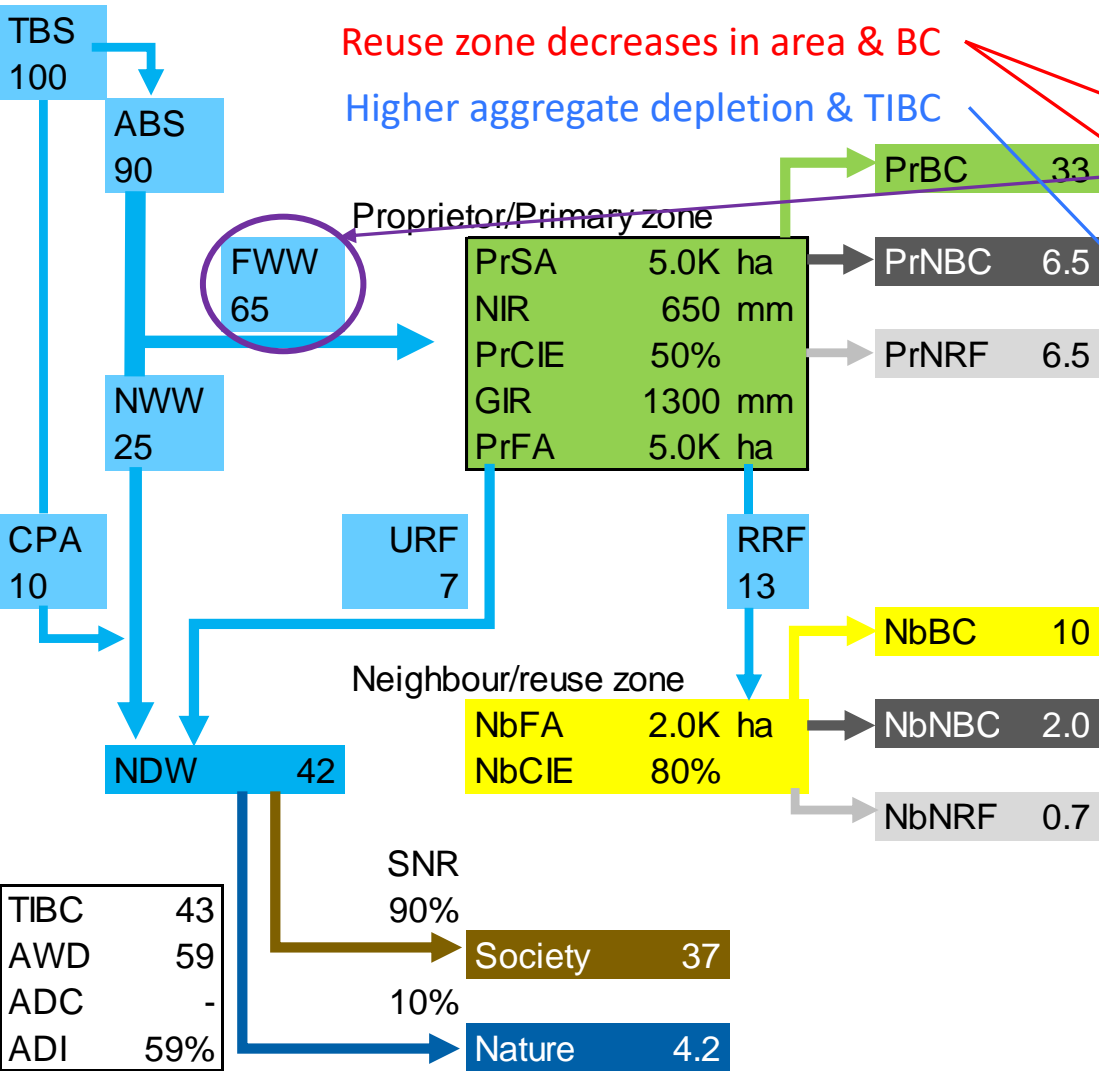 TBS
100
Reuse zone decreases in area & BC
Higher aggregate depletion & TIBC
ABS
90
PrBC 33
Proprietor/Primary zone
FWW
65
PrSA 5.0K ha
NIR 650 mm
PrCIE 50%
GIR 1300 mm
PrFA 5.0K ha
PrNBC 6.5
PrNRF 6.5
NWW
25
CPA
10
URF
7
RRF
13
NbBC 10
Neighbour/reuse zone
NbFA 2.0K ha
NbCIE 80%
NbNBC 2.0
NbNRF 0.7
NDW 42
SNR
90%
Society 37
10%
Nature 4.2
TIBC 43
AWD 59
ADC -
ADI 59%